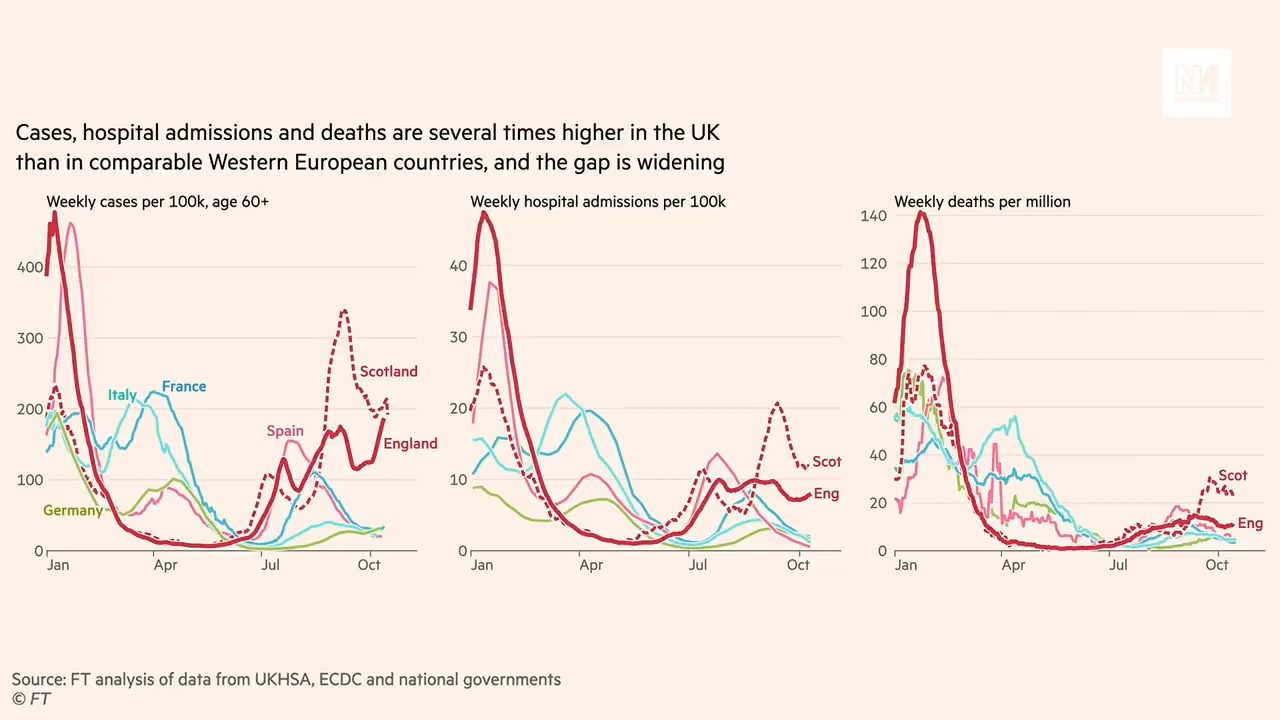 Cases, hospital admissions and deaths are several times higher in the UK
than in comparable Western European countries, and the gap is widening
Weekly cases per 100k, age 60+
400
300
200
100
0
Jan
Apr
Jul
Oct
Italy
France
Spain
Germany
Scotland
England
Weekly hospital admissions per 100k
40
30
20
10
0
Jan
Apr
Jul
Oct
Scot
Eng
Weekly deaths per million
140
120
100
80
60
40
20
0
Jan
Apr
Jul
Oct
Scot
Eng
Source: FT analysis of data from UKHSA, ECDC and national governments
© FT